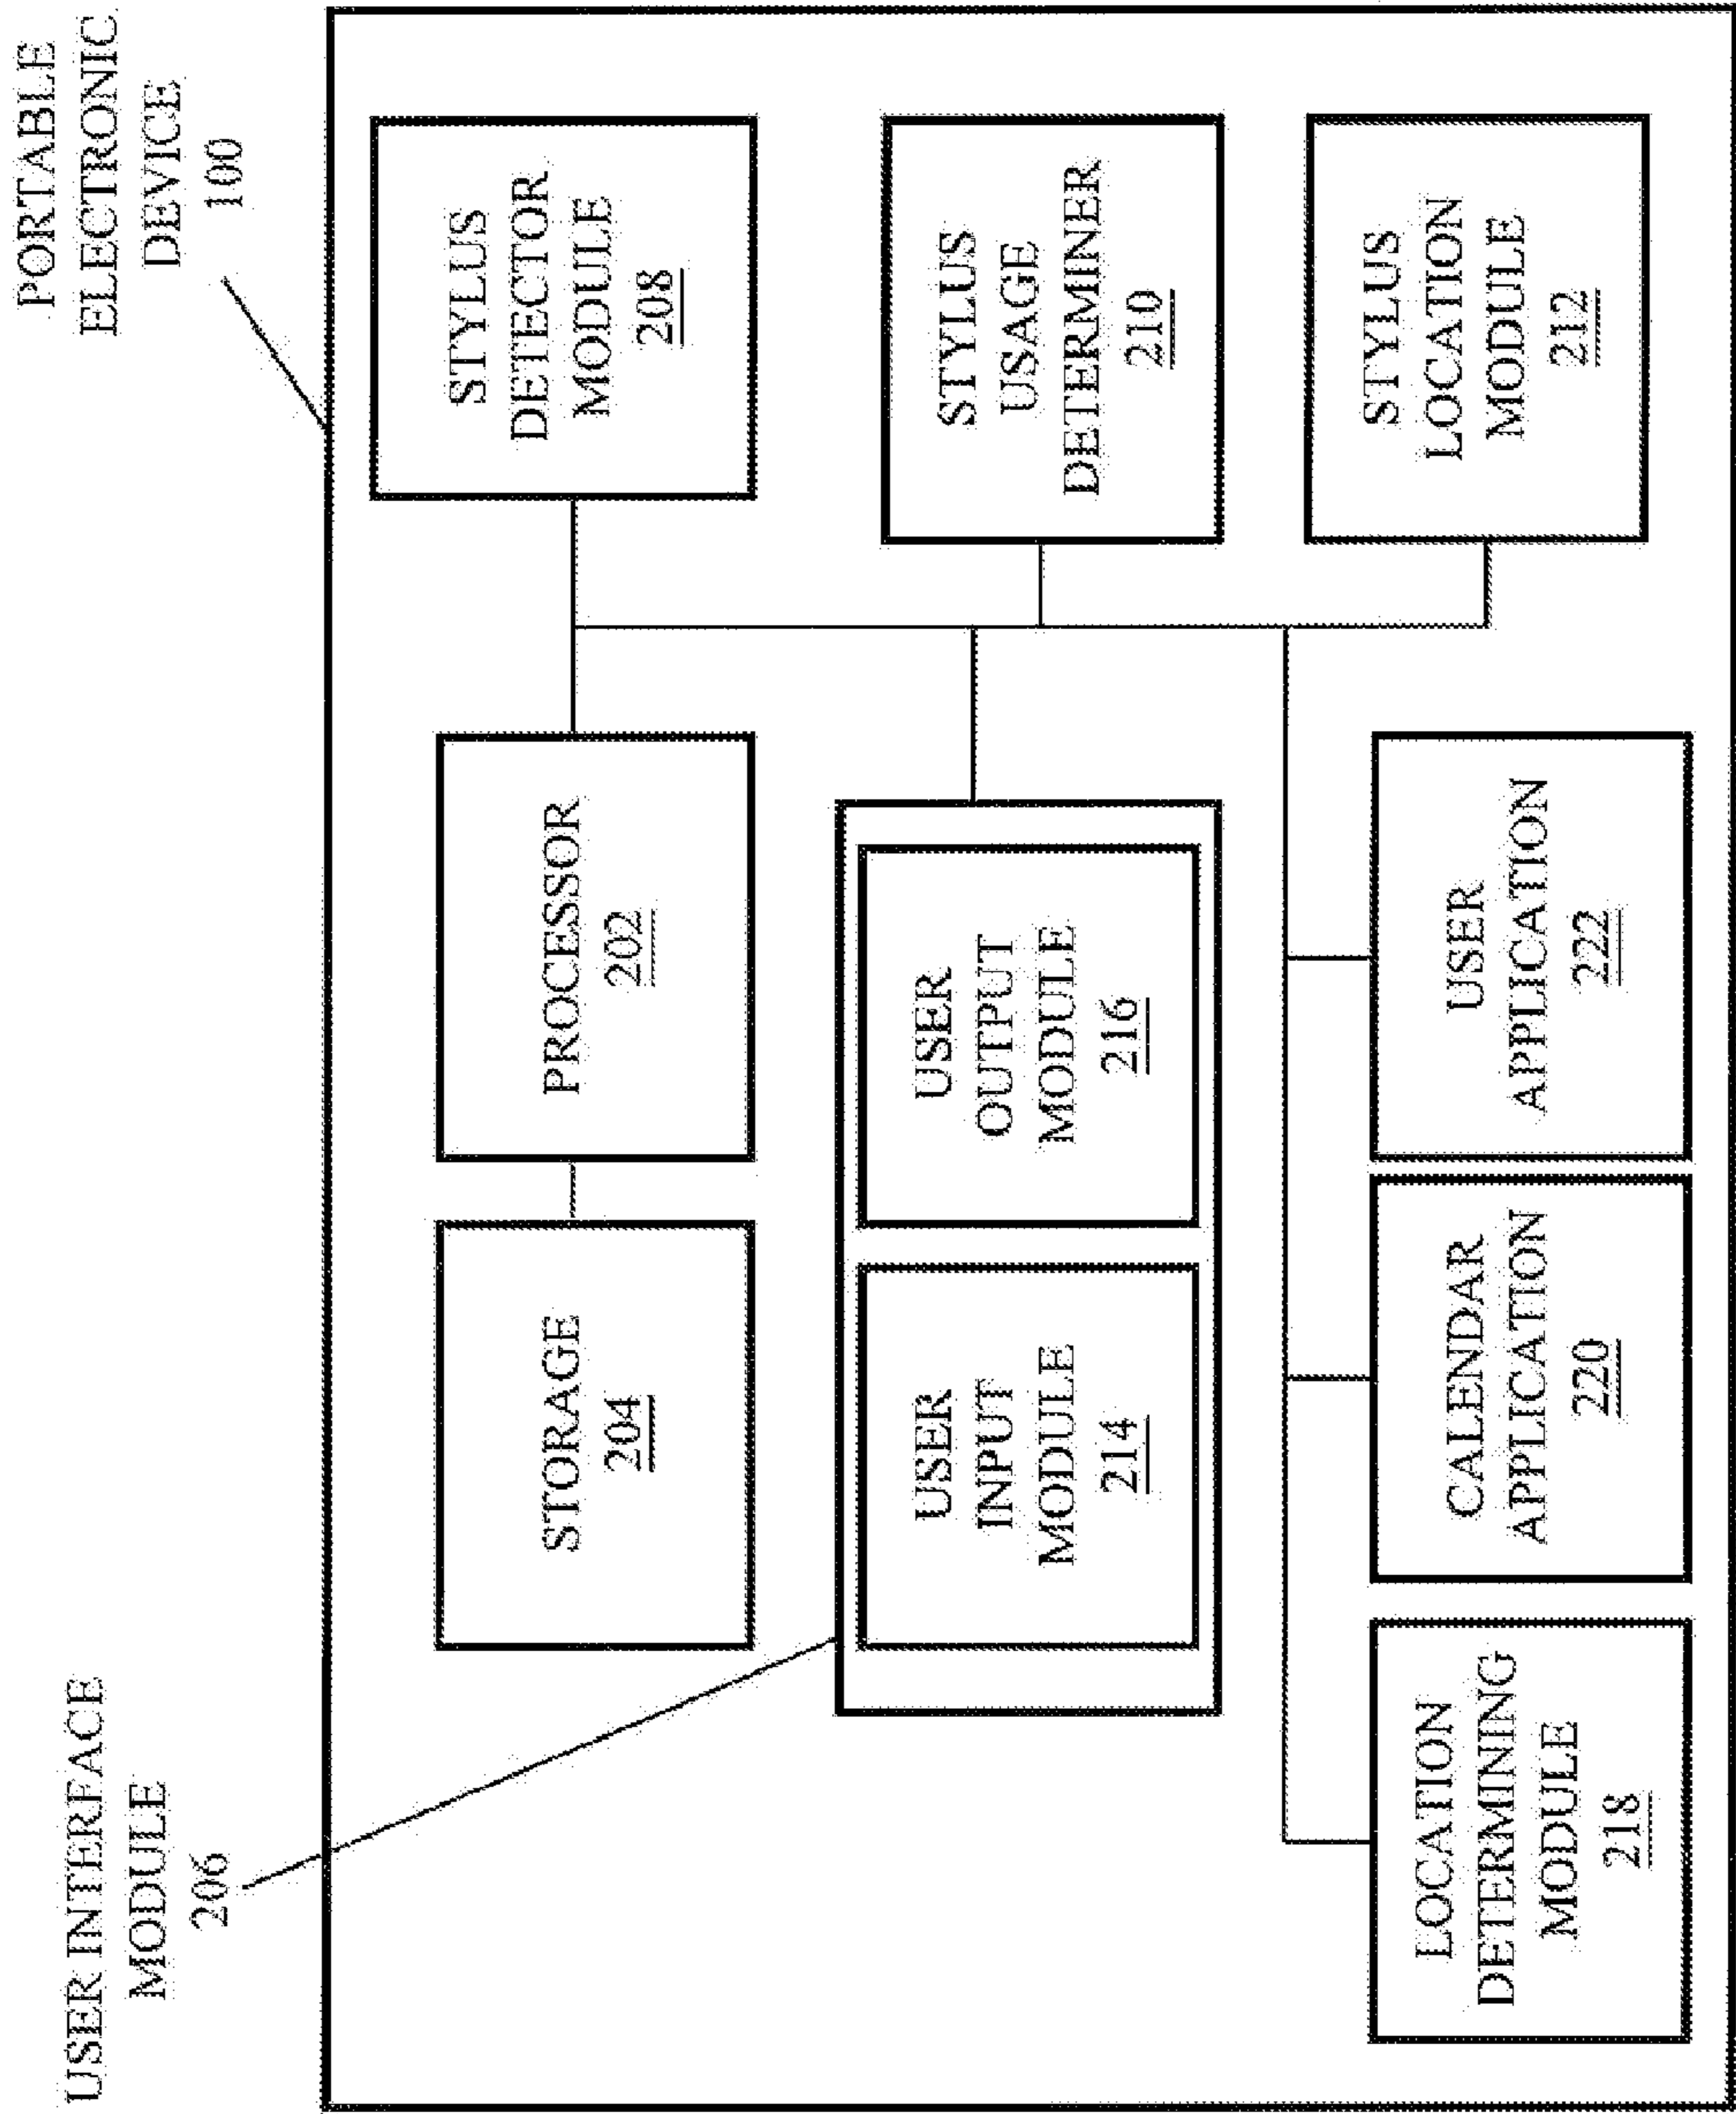 PORTABLE
ELECTRONIC
DEVICE
100
USER INTERFACE
MODULE
206
STORAGE
204
PROCESSOR
202
STYLUS
DETECTOR
MODULE
208
USER
INPUT
MODULE
214
USER
OUTPUT
MODULE
216
STYLUS
USAGE
DETERMINER
210
LOCATION
DETERMINING
MODULE
218
CALENDAR
APPLICATION
220
USER
APPLICATION
222
STYLUS
LOCATION
MODULE
212